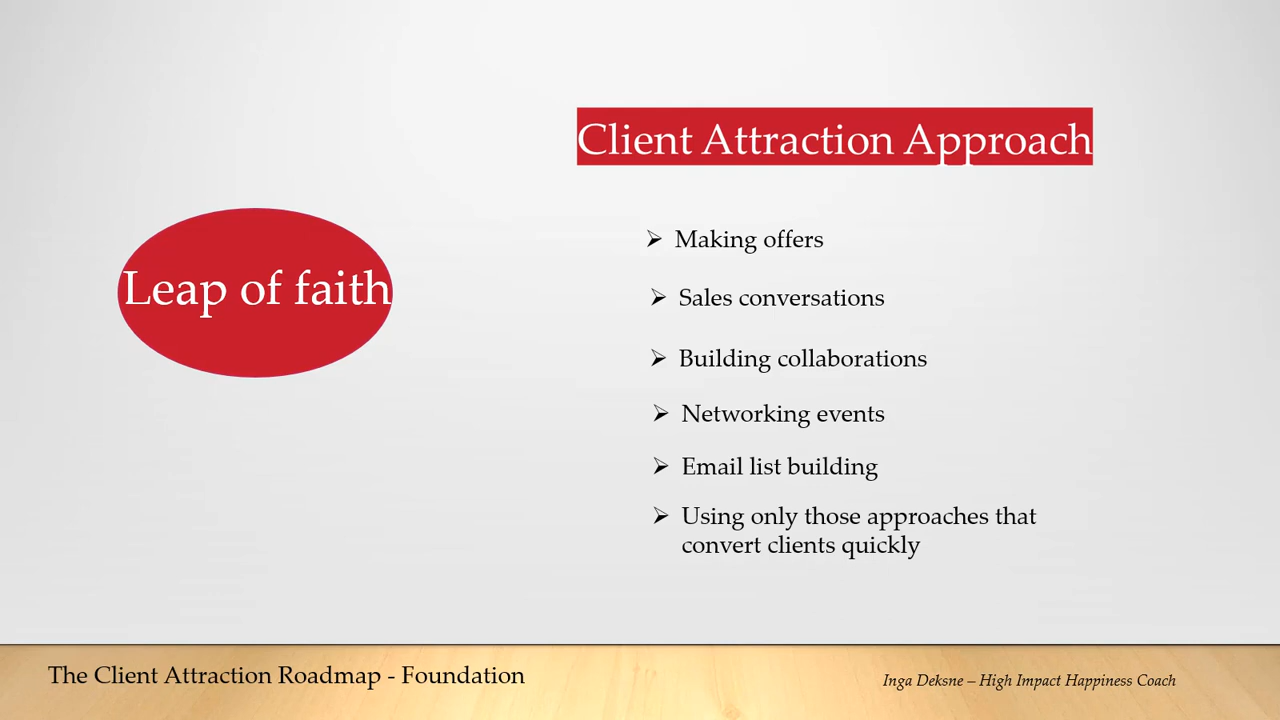 Client Attraction Approach
Leap of faith
➢ Making offers
➢ Sales conversations
➢ Building collaborations
➢ Networking events
➢ Email list building
➢ Using only those approaches that
convert clients quickly
The Client Attraction Roadmap - Foundation
Inga Deksne – High Impact Happiness Coach